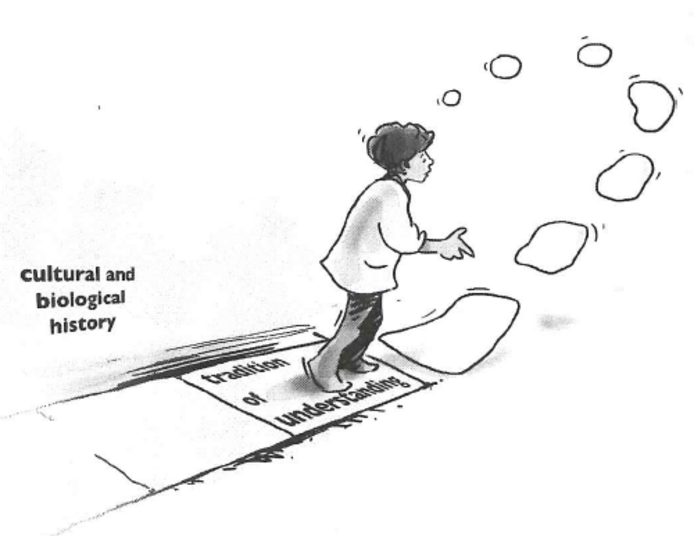 cultural and
biological
history
tradition
of
understanding